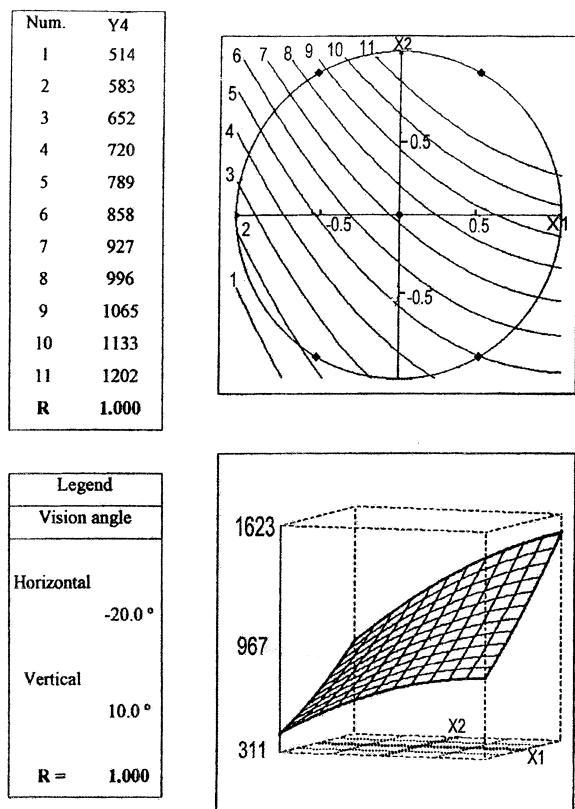 Num. Y4
1 514
2 583
3 652
4 720
5 789
6 858
7 927
8 996
9 1065
10 1133
11 1202
R 1.000
X2
6 7 8 9 10 11
5
4
3
2
1
0.5
-0.5 0.5 X1
-0.5
Legend
Vision angle
Horizontal
-20.0 °
Vertical
10.0 °
R = 1.000
1623
967
311
X2
X1